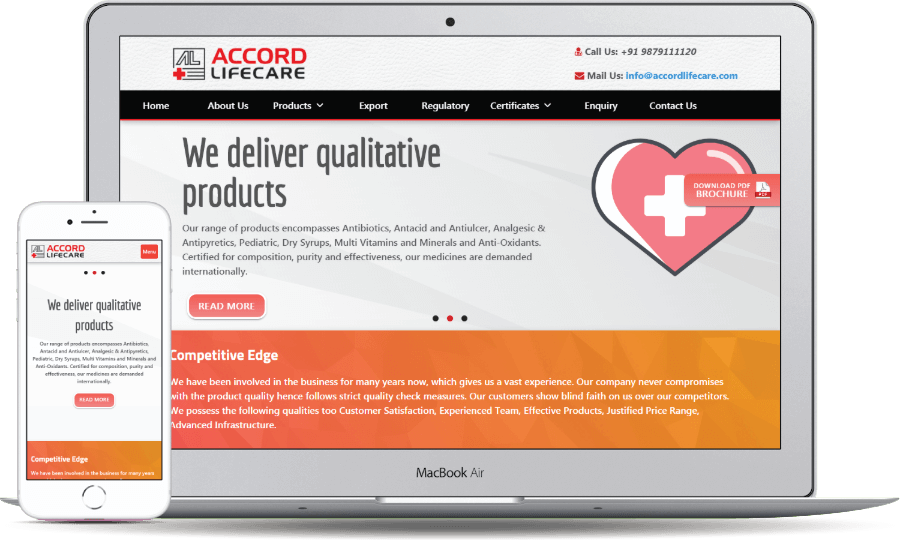 AL ACCORD
LIFECARE
Call Us: +91 9879111120
Mail Us: info@accordlifecare.com
Home About Us Products Export Regulatory Certificates Enquiry Contact Us
We deliver qualitative
products
Our range of products encompasses Antibiotics, Antacid and Antiulcer, Analgesic &
Antipyretics, Pediatric, Dry Syrups, Multi Vitamins and Minerals and Anti-Oxidants.
Certified for composition, purity and effectiveness, our medicines are demanded
internationally.
READ MORE
DOWNLOAD PDF
BROCHURE
PDF
Competitive Edge
We have been involved in the business for many years now, which gives us a vast experience. Our company never compromises
with the product quality hence follows strict quality check measures. Our customers show blind faith on us over our competitors.
We possess the following qualities too Customer Satisfaction, Experienced Team, Effective Products, Justified Price Range,
Advanced Infrastructure.
MacBook Air
AL ACCORD
LIFECARE
Menu
We deliver qualitative
products
Our range of products encompasses Antibiotics,
Antacid and Antiulcer, Analgesic & Antipyretics,
Pediatric, Dry Syrups, Multi Vitamins and Minerals and
Anti-Oxidants. Certified for composition, purity and
effectiveness, our medicines are demanded
internationally.
READ MORE
Competitive Edge
We have been involved in the business for many years